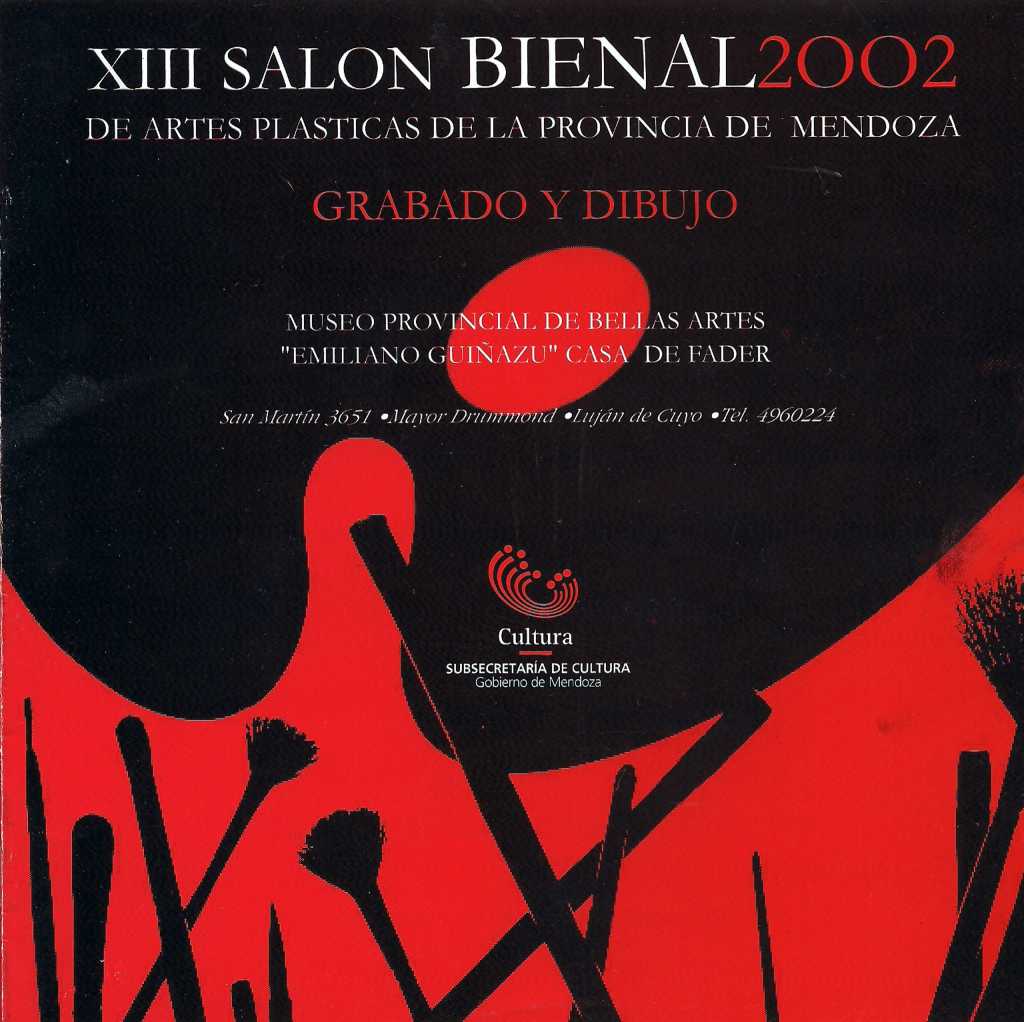 XIII SALON BIENAL2002
DE ARTES PLASTICAS DE LA PROVINCIA DE MENDOZA
GRABADO Y DIBUJO
MUSEO PROVINCIAL DE BELLAS ARTES
"EMILIANO GUIÑAZU" CASA DE FADER
San Martín 3651 •Mayor Drummond •Luján de Cuyo •Tel. 4960224
Cultura
SUBSECRETARÍA DE CULTURA
Gobierno de Mendoza